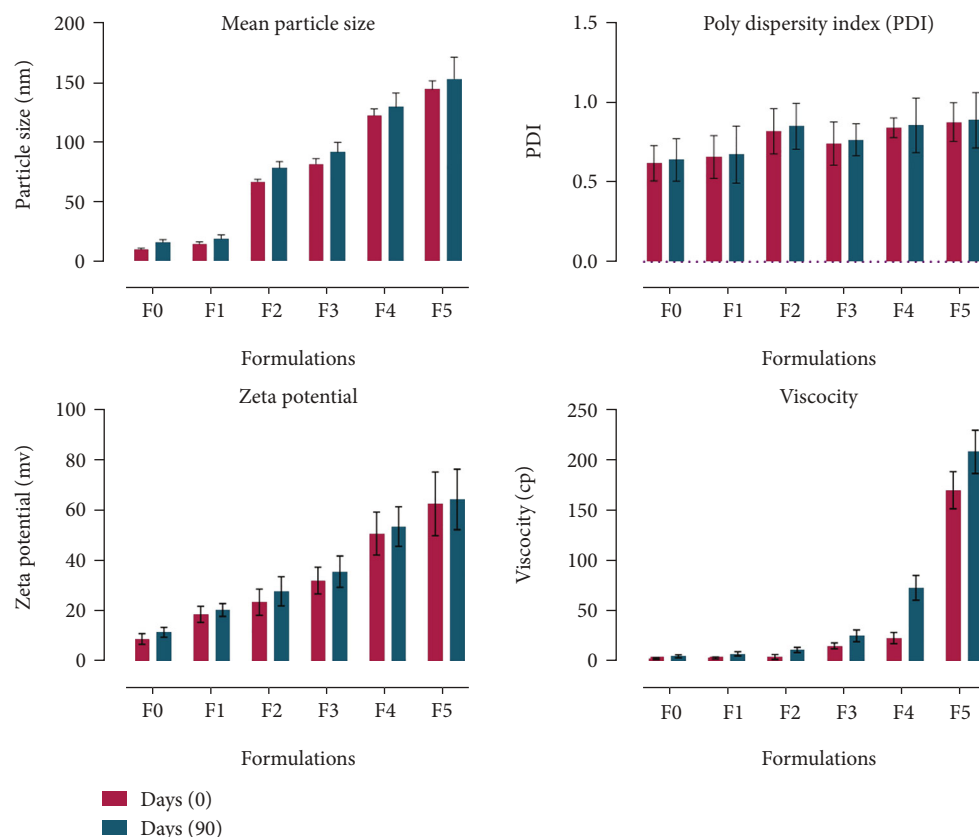 Mean particle size
Particle size (nm)
200
150
100
50
0
F0 F1 F2 F3 F4 F5
Formulations
Poly dispersity index (PDI)
PDI
1.5
1.0
0.5
0.0
F0 F1 F2 F3 F4 F5
Formulations
Zeta potential
Zeta potential (mv)
100
80
60
40
20
0
F0 F1 F2 F3 F4 F5
Formulations
Viscocity
Viscocity (cp)
250
200
150
100
50
0
F0 F1 F2 F3 F4 F5
Formulations
Days (0)
Days (90)